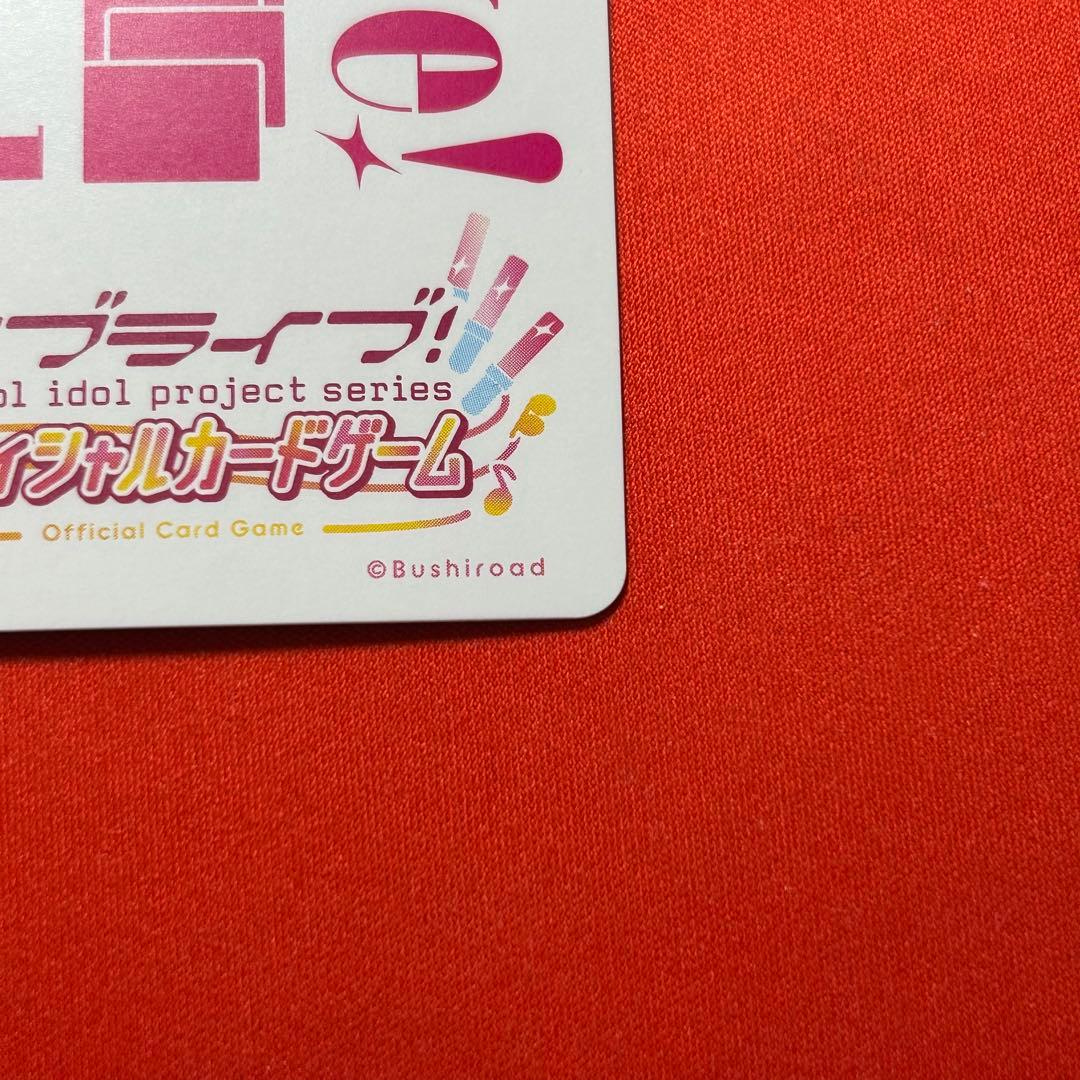 e!
ブライブ!
ol idol project series
ィシャルカードゲーム
Official Card Game
©Bushiroad